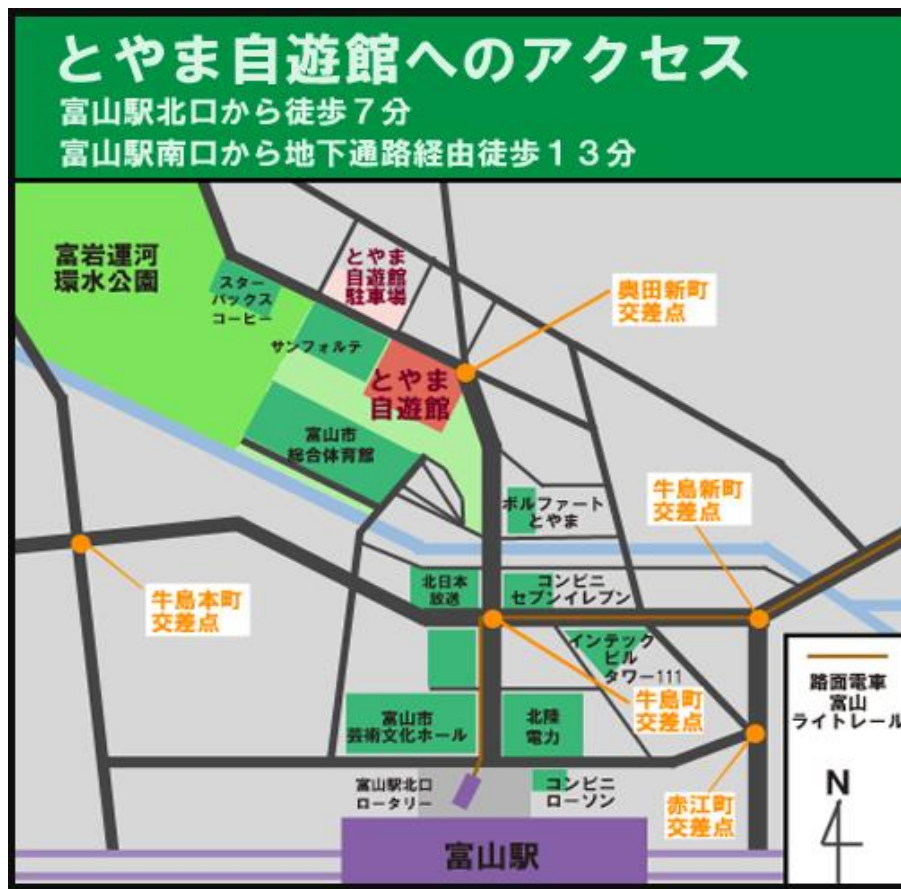 とやま自遊館へのアクセス
富山駅北口から徒歩７分
富山駅南口から地下通路経由徒歩１３分
富岩運河
環水公園
スター
バックス
コーヒー
とやま
自遊館
駐車場
奥田新町
交差点
サンフォルテ
とやま
自遊館
富山市
総合体育館
ボルファート
とやま
牛島新町
交差点
牛島本町
交差点
北日本
放送
コンビニ
セブンイレブン
インテック
ビル
タワー111
牛島町
交差点
富山市
芸術文化ホール
北陸
電力
路面電車
富山
ライトレール
富山駅北口
ロータリー
コンビニ
ローソン
赤江町
交差点
N
富山駅